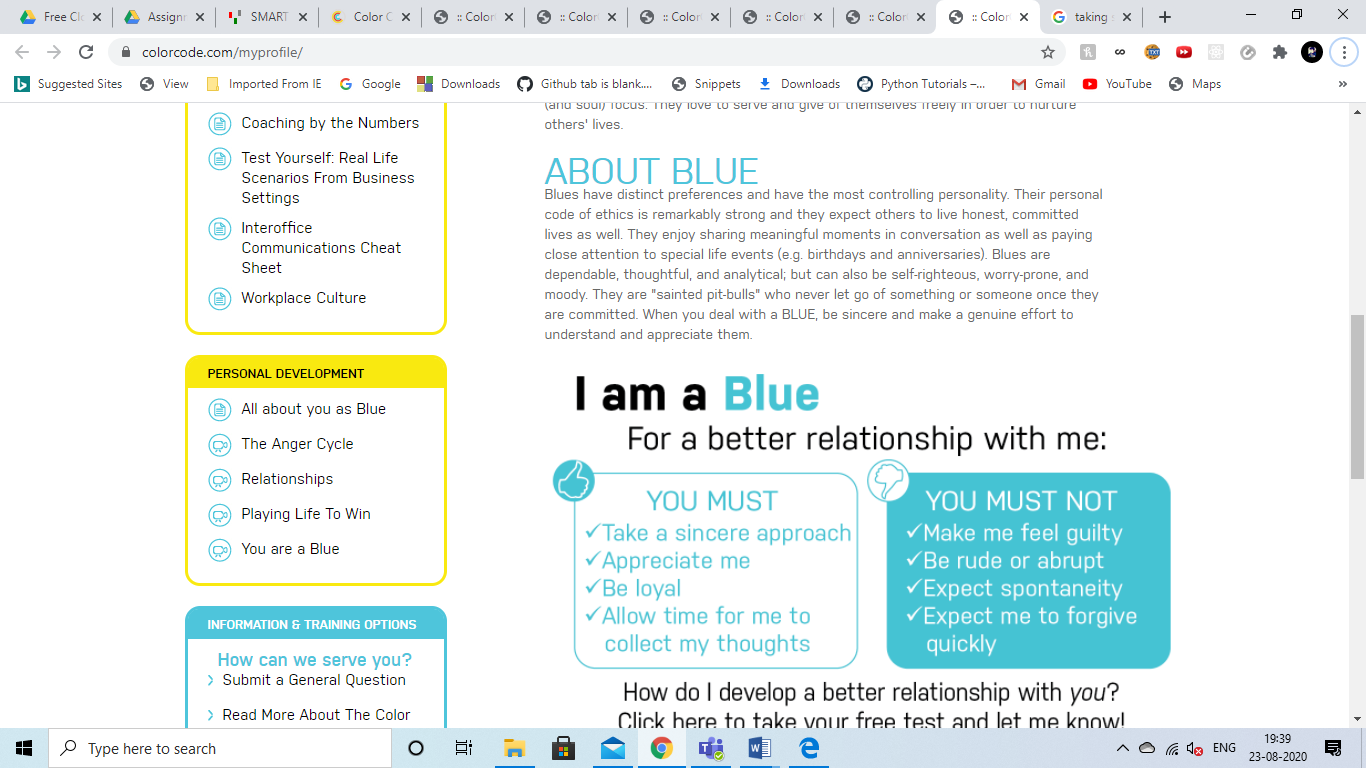 Free Clo
Assignr
SMART
Color C
:: Color
:: Color
:: Color
:: Color
:: Color
:: Color
taking s
colorcode.com/myprofile/
Suggested Sites
View
Imported From IE
Google
Downloads
Github tab is blank....
Snippets
Downloads
Python Tutorials –...
Gmail
YouTube
Maps
»
Coaching by the Numbers
Test Yourself: Real Life
Scenarios From Business
Settings
Interoffice
Communications Cheat
Sheet
Workplace Culture
PERSONAL DEVELOPMENT
All about you as Blue
The Anger Cycle
Relationships
Playing Life To Win
You are a Blue
INFORMATION & TRAINING OPTIONS
How can we serve you?
Submit a General Question
Read More About The Color
(and soul) focus. They love to serve and give of themselves freely in order to nurture
others' lives.
ABOUT BLUE
Blues have distinct preferences and have the most controlling personality. Their personal
code of ethics is remarkably strong and they expect others to live honest, committed
lives as well. They enjoy sharing meaningful moments in conversation as well as paying
close attention to special life events (e.g. birthdays and anniversaries). Blues are
dependable, thoughtful, and analytical; but can also be self-righteous, worry-prone, and
moody. They are "sainted pit-bulls" who never let go of something or someone once they
are committed. When you deal with a BLUE, be sincere and make a genuine effort to
understand and appreciate them.
I am a Blue
For a better relationship with me:
YOU MUST
✓Take a sincere approach
✓Appreciate me
✓Be loyal
✓Allow time for me to
collect my thoughts
YOU MUST NOT
✓Make me feel guilty
✓Be rude or abrupt
✓Expect spontaneity
✓Expect me to forgive
quickly
How do I develop a better relationship with you?
Click here to take your free test and let me know!
Type here to search
ENG
19:39
23-08-2020